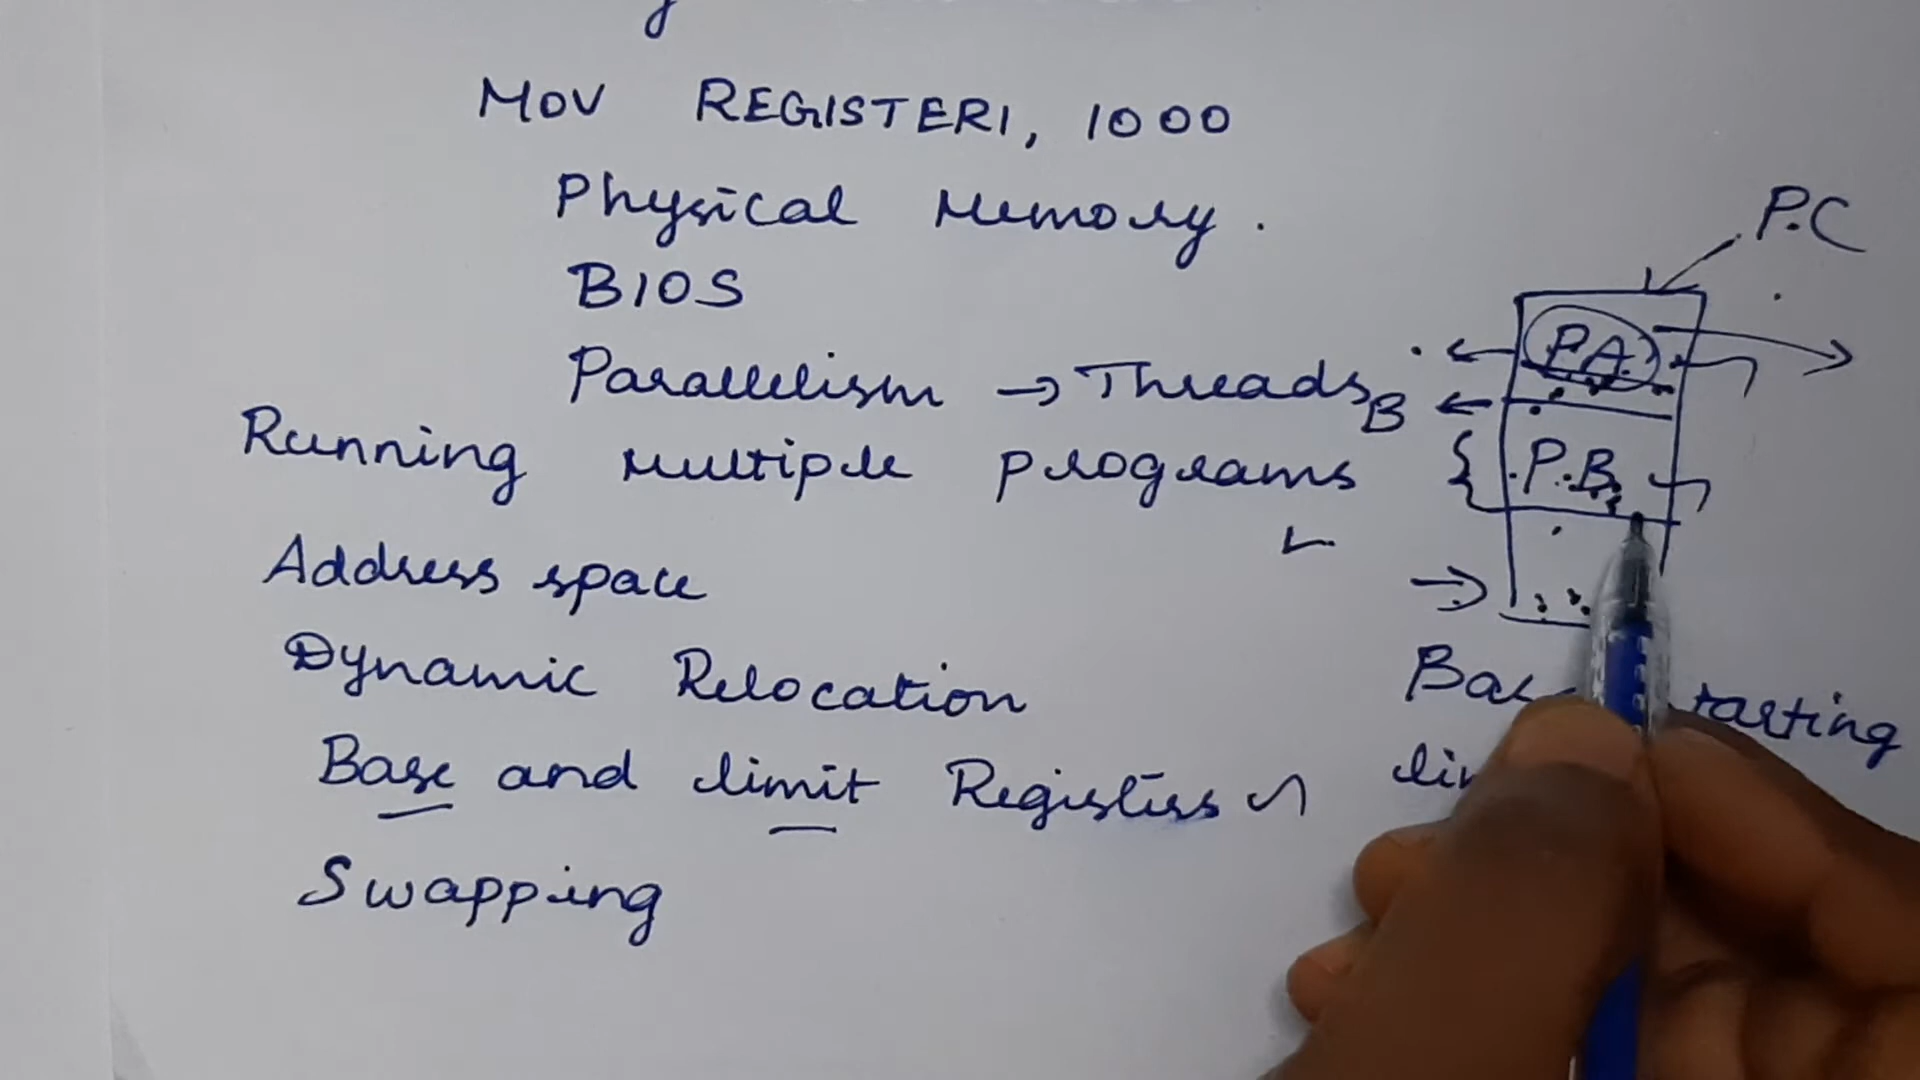 MOV REGISTER1, 1000
Physical Memory.
BIOS
Parallelism → Threads
Running multiple programs
Address space
Dynamic Relocation
Base and limit Registers
Swapping
P.C
P.A.
B
P.B.